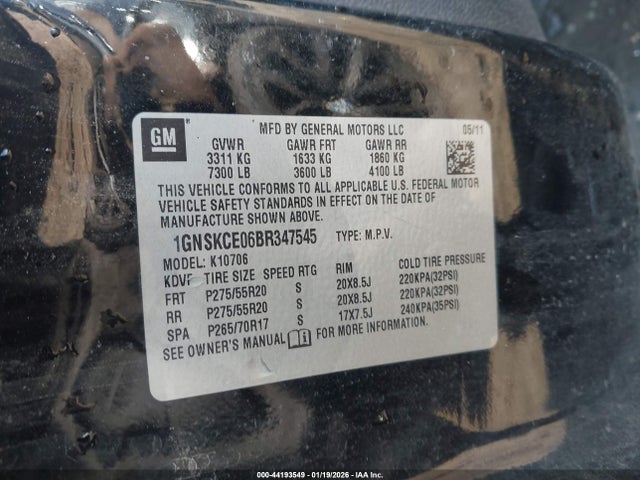 GM
MFD BY GENERAL MOTORS LLC 05/11
GVWR GAWR FRT GAWR RR
3311 KG 1633 KG 1860 KG
7300 LB 3600 LB 4100 LB
THIS VEHICLE CONFORMS TO ALL APPLICABLE U.S. FEDERAL MOTOR
VEHICLE SAFETY STANDARDS IN EFFECT ON THE DATE OF
MANUFACTURE SHOWN ABOVE.
1GNSKCE06BR347545 TYPE: M.P.V.
MODEL: K10706
KDVF TIRE SIZE SPEED RTG RIM COLD TIRE PRESSURE
FRT P275/55R20 S 20X8.5J 220KPA(32PSI)
RR P275/55R20 S 20X8.5J 220KPA(32PSI)
SPA P265/70R17 S 17X7.5J 240KPA(35PSI)
SEE OWNER'S MANUAL FOR MORE INFORMATION.
000-44193549 - 01/19/2026 - IAA Inc.